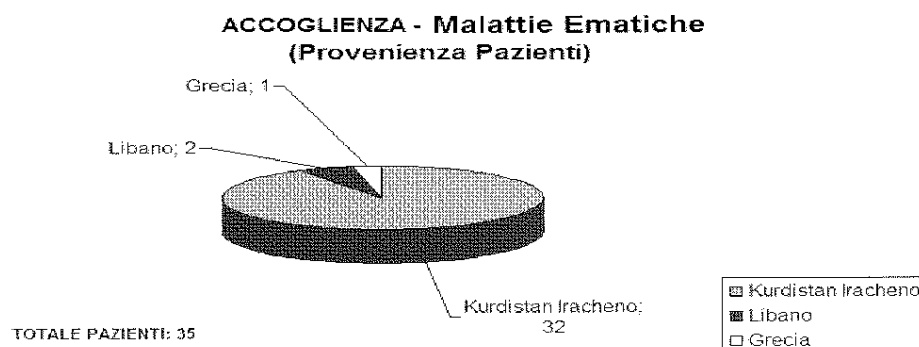 ACCOGLIENZA - Malattie Ematiche
(Provenienza Pazienti)
Grecia; 1
Libano; 2
Kurdistan Iracheno;
32
TOTALE PAZIENTI: 35
Kurdistan Iracheno
Libano
Grecia